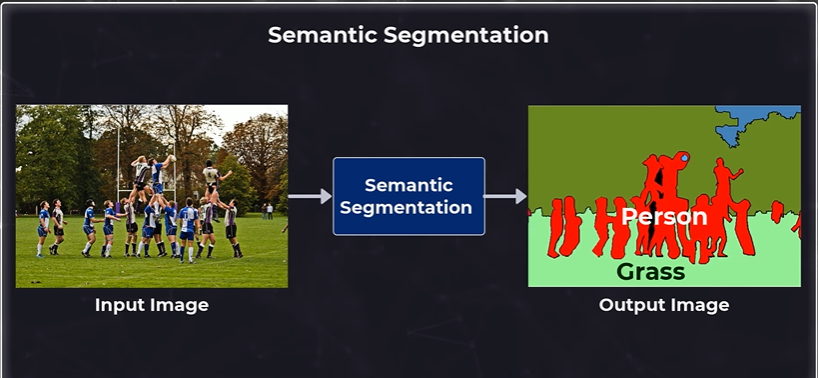 Semantic Segmentation
Semantic
Segmentation
Person
Grass
Input Image
Output Image